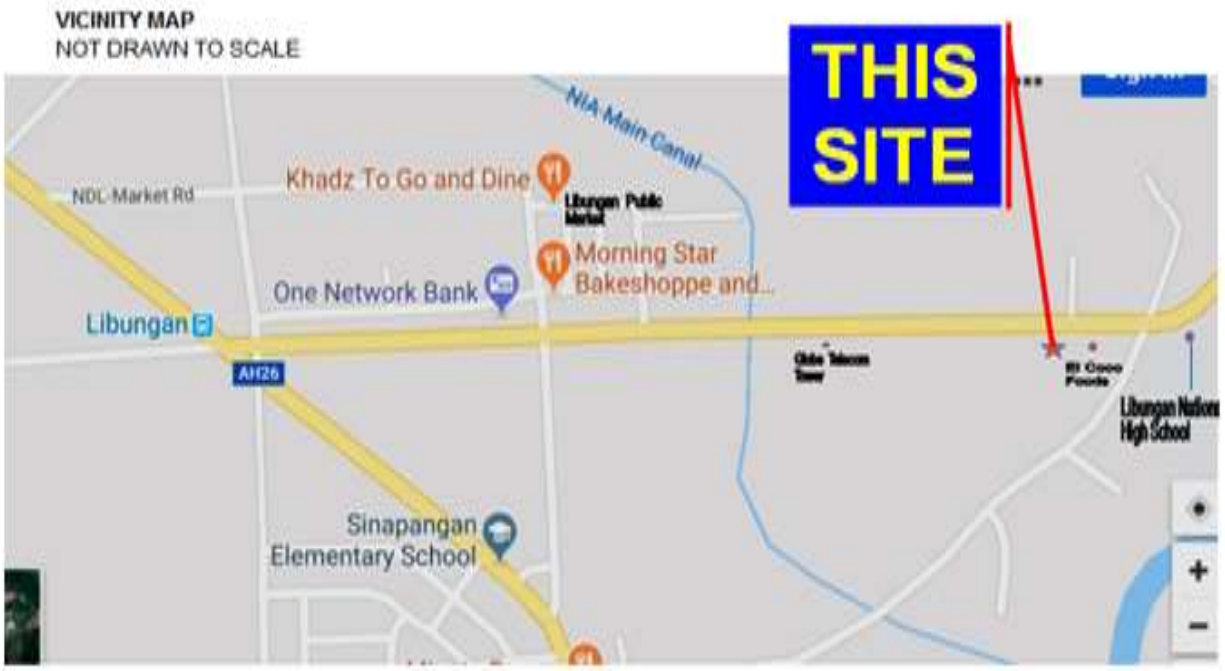 VICINITY MAP
NOT DRAWN TO SCALE
THIS
SITE
NIA Main Canal
Khadz To Go and Dine
NDL-Market Rd
Libungan Public
Market
Morning Star
Bakeshoppe and...
One Network Bank
Libungan
AH26
Globe Telecom
Tower
Coco
Foods
Libungan Nationa
High School
Sinapangan
Elementary School